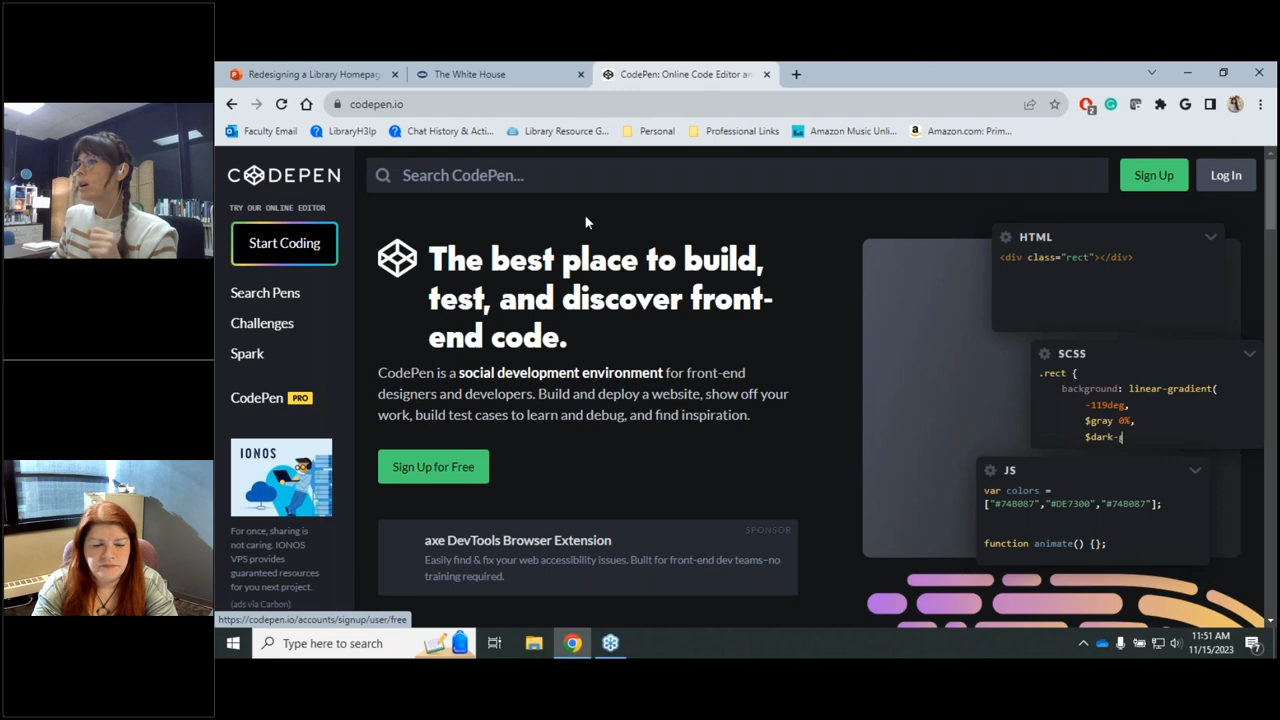 Redesigning a Library Homepag
The White House
CodePen: Online Code Editor an
codepen.io
Faculty Email
LibraryH3lp
Chat History & Acti...
Library Resource G...
Personal
Professional Links
Amazon Music Unli...
Amazon.com: Prim...
CODEPEN
Search CodePen...
Sign Up
Log In
TRY OUR ONLINE EDITOR
Start Coding
Search Pens
Challenges
Spark
CodePen PRO
IONOS
For once, sharing is
not caring. IONOS
VPS provides
guaranteed resources
for you next project.
(ads via Carbon)
The best place to build,
test, and discover front-
end code.
CodePen is a social development environment for front-end
designers and developers. Build and deploy a website, show off your
work, build test cases to learn and debug, and find inspiration.
Sign Up for Free
SPONSOR
axe DevTools Browser Extension
Easily find & fix your web accessibility issues. Built for front-end dev teams–no
training required.
HTML
<div class="rect"></div>
SCSS
.rect {
background: linear-gradient(
-119deg,
$gray 0%,
$dark-
JS
var colors =
["#74B087","#DE7300","#74B087"];
function animate() {};
https://codepen.io/accounts/signup/user/free
Type here to search
11:51 AM
11/15/2023
2
7